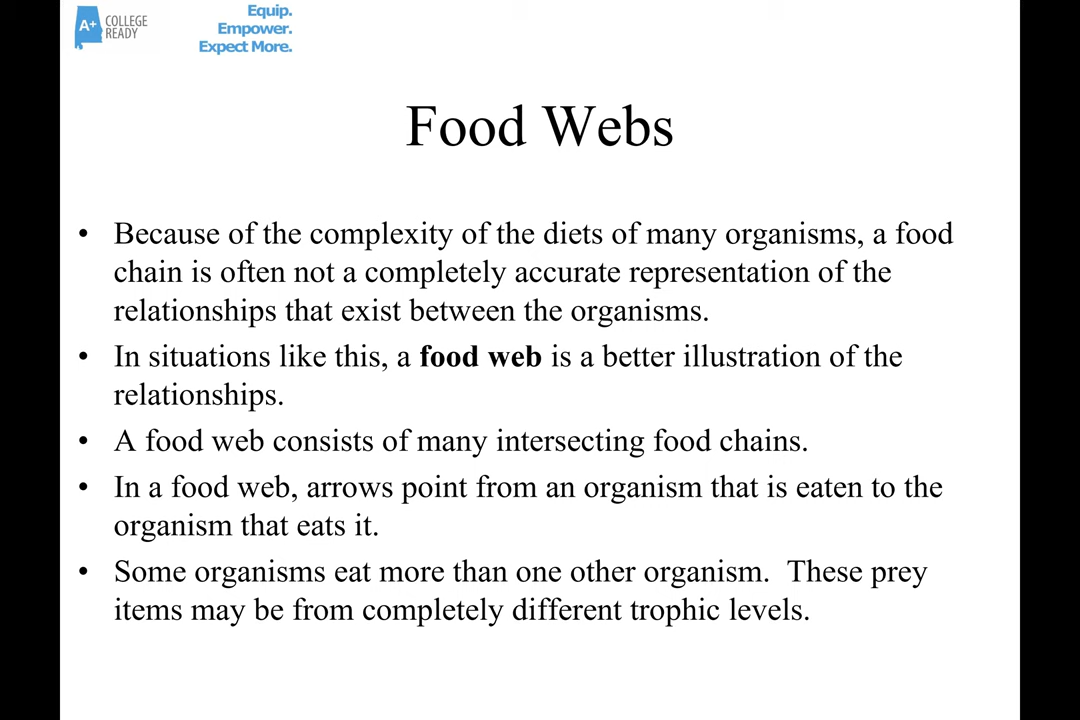 A+ COLLEGE
READY
Equip.
Empower.
Expect More.
Food Webs
• Because of the complexity of the diets of many organisms, a food
chain is often not a completely accurate representation of the
relationships that exist between the organisms.
• In situations like this, a food web is a better illustration of the
relationships.
• A food web consists of many intersecting food chains.
• In a food web, arrows point from an organism that is eaten to the
organism that eats it.
• Some organisms eat more than one other organism.  These prey
items may be from completely different trophic levels.